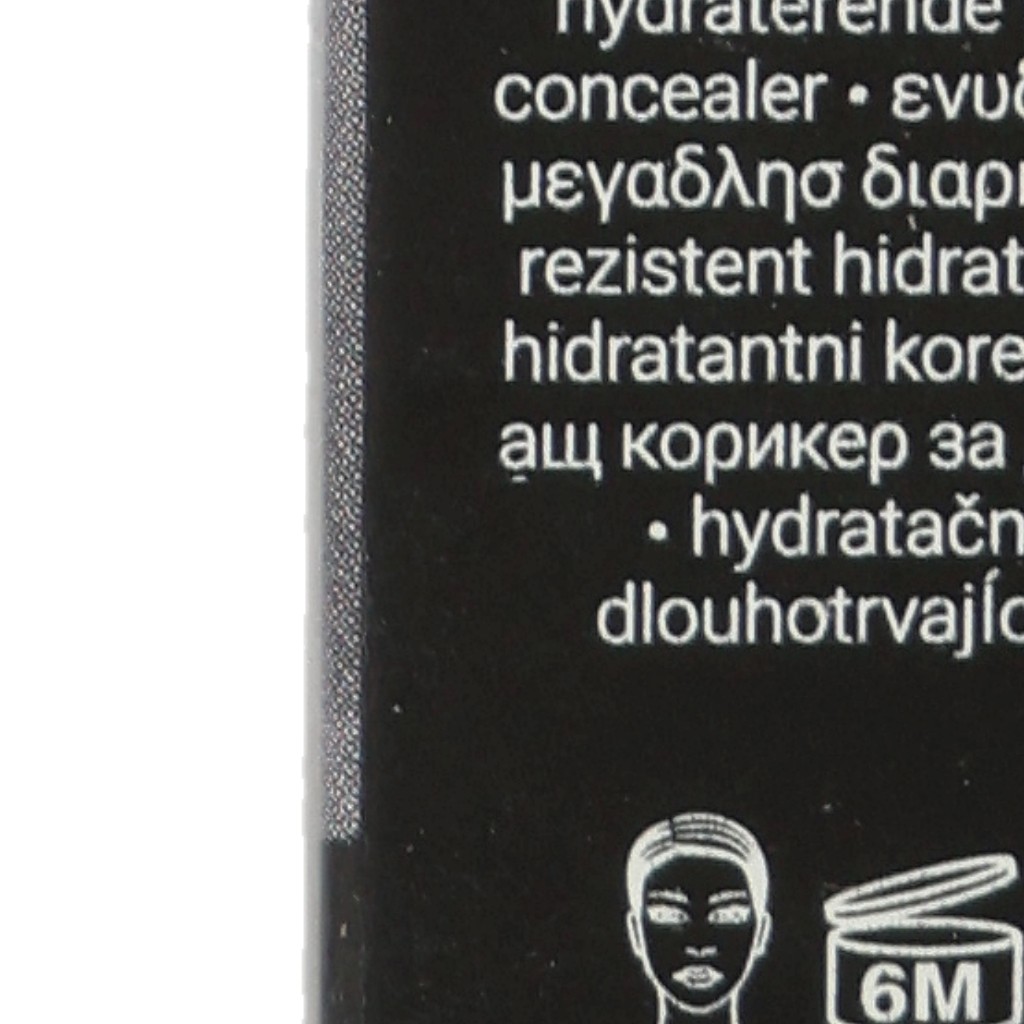 hydraterende
concealer • ενυδ
μεγαδλησ διαρ
rezistent hidrat
hidratantni kore
ащ корикер за
• hydratačn
dlouhotrvajíc
6M